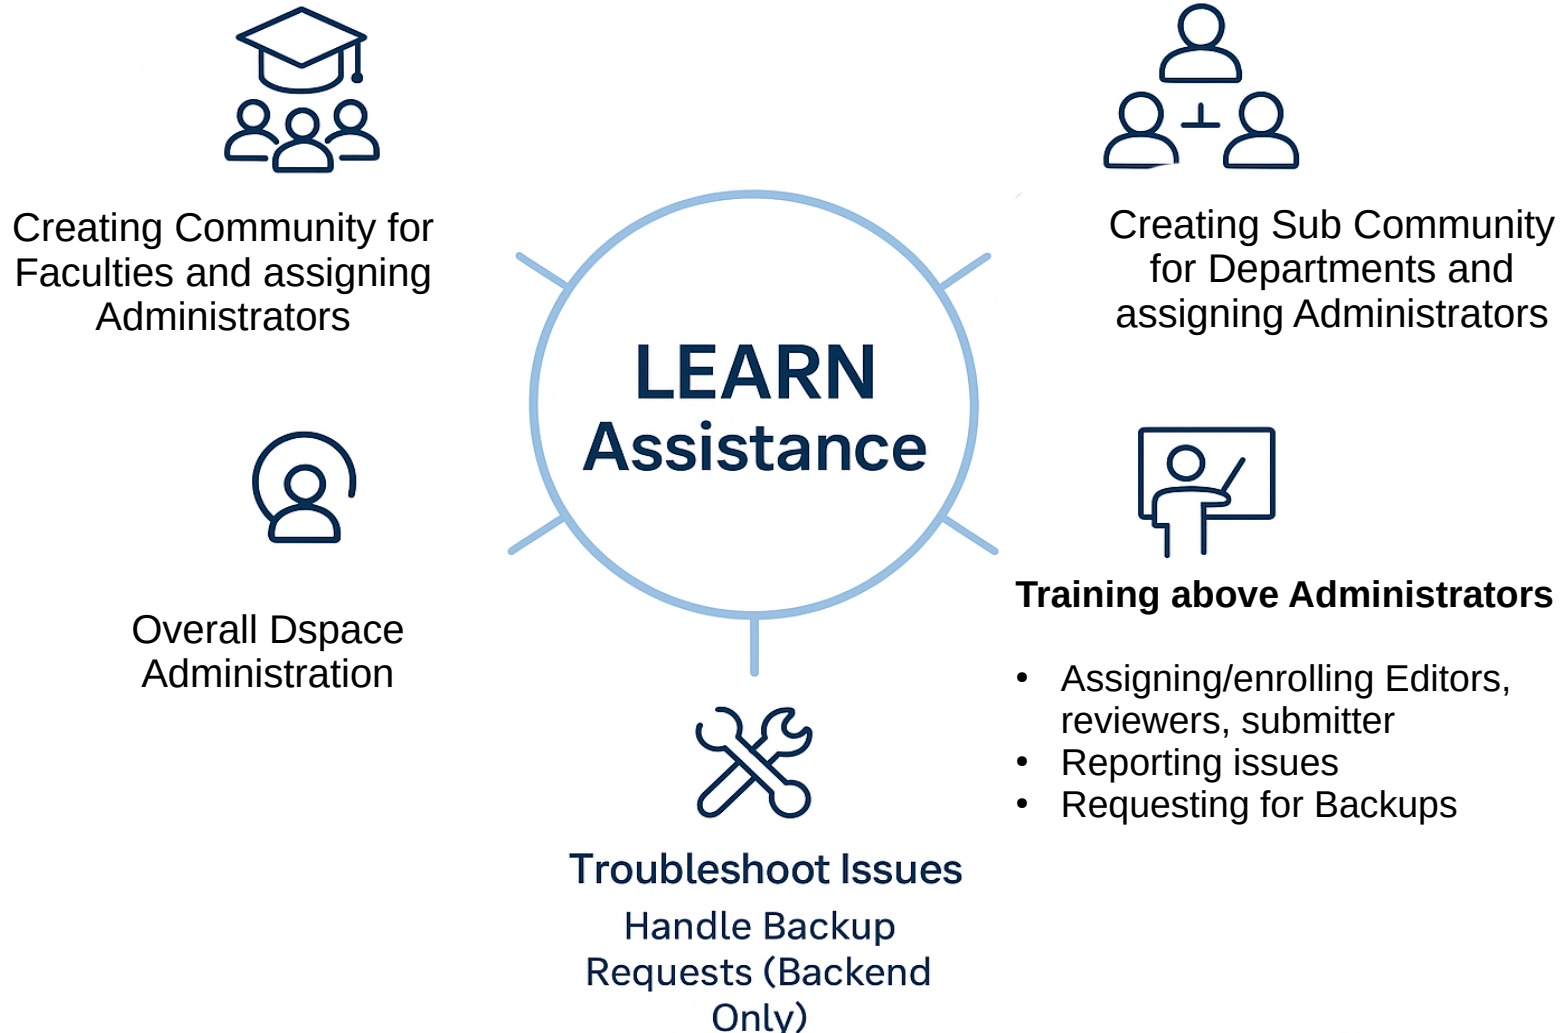 Creating Community for
Faculties and assigning
Administrators
Creating Sub Community
for Departments and
assigning Administrators
LEARN
Assistance
Overall Dspace
Administration
Training above Administrators
• Assigning/enrolling Editors,
reviewers, submitter
• Reporting issues
• Requesting for Backups
Troubleshoot Issues
Handle Backup
Requests (Backend
Only)